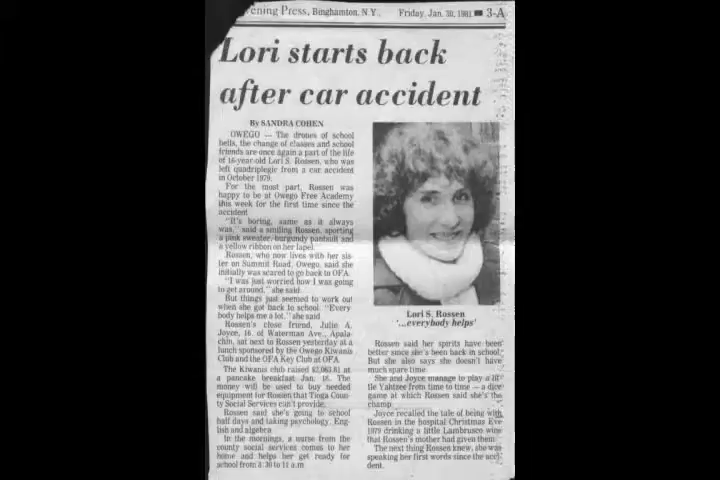 ening Press, Binghamton, N.Y. Friday, Jan. 30, 1981 3-A
Lori starts back
after car accident
By SANDRA COHEN
OWEGO — The drones of school
bells, the change of classes and school
friends are once again a part of the life
of 16-year-old Lori S. Rossen, who was
left quadriplegic from a car accident
in October 1979.
For the most part, Rossen was
happy to be at Owego Free Academy
this week for the first time since the
accident.
"It's boring, same as it always
was," said a smiling Rossen, sporting
a pink sweater, burgundy pantsuit and
a yellow ribbon on her lapel.
Rossen, who now lives with her sis-
ter on Summit Road, Owego, said she
initially was scared to go back to OFA.
"I was just worried how I was going
to get around," she said.
But things just seemed to work out
when she got back to school. "Every
body helps me a lot," she said.
Rossen's close friend, Julie A.
Joyce, 16, of Waterman Ave., Apala-
chin, sat next to Rossen yesterday at a
lunch sponsored by the Owego Kiwanis
Club and the OFA Key Club at OFA.
The Kiwanis club raised $2,063.81 at
a pancake breakfast Jan. 18. The
money will be used to buy needed
equipment for Rossen that Tioga Coun-
ty Social Services can't provide.
Rossen said she's going to school
half days and taking psychology, Eng-
lish and algebra.
In the mornings, a nurse from the
county social services comes to her
home and helps her get ready for
school from to 11 a.m.
Lori S. Rossen
'...everybody helps'
Rossen said her spirits have been
better since she's been back in school.
But she also says she doesn't have
much spare time.
She and Joyce manage to play a lit-
tle Yahtzee from time to time — a dice
game at which Rossen said she's the
champ.
Joyce recalled the tale of being with
Rossen in the hospital Christmas Eve
1979 drinking a little Lambrusco wine
that Rossen's mother had given them.
The next thing Rossen knew, she was
speaking her first words since the acci-
dent.